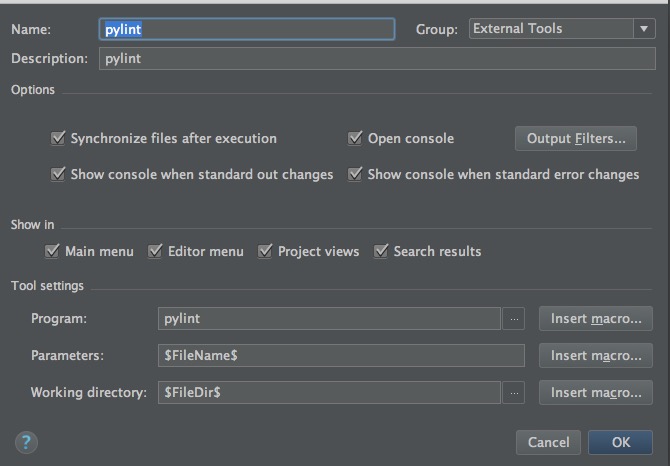 Name: pylint Group: External Tools
Description: pylint
Options
Synchronize files after execution Open console Output Filters...
Show console when standard out changes Show console when standard error changes
Show in
Main menu Editor menu Project views Search results
Tool settings
Program: pylint ... Insert macro...
Parameters: $FileName$ Insert macro...
Working directory: $FileDir$ ... Insert macro...
? Cancel OK